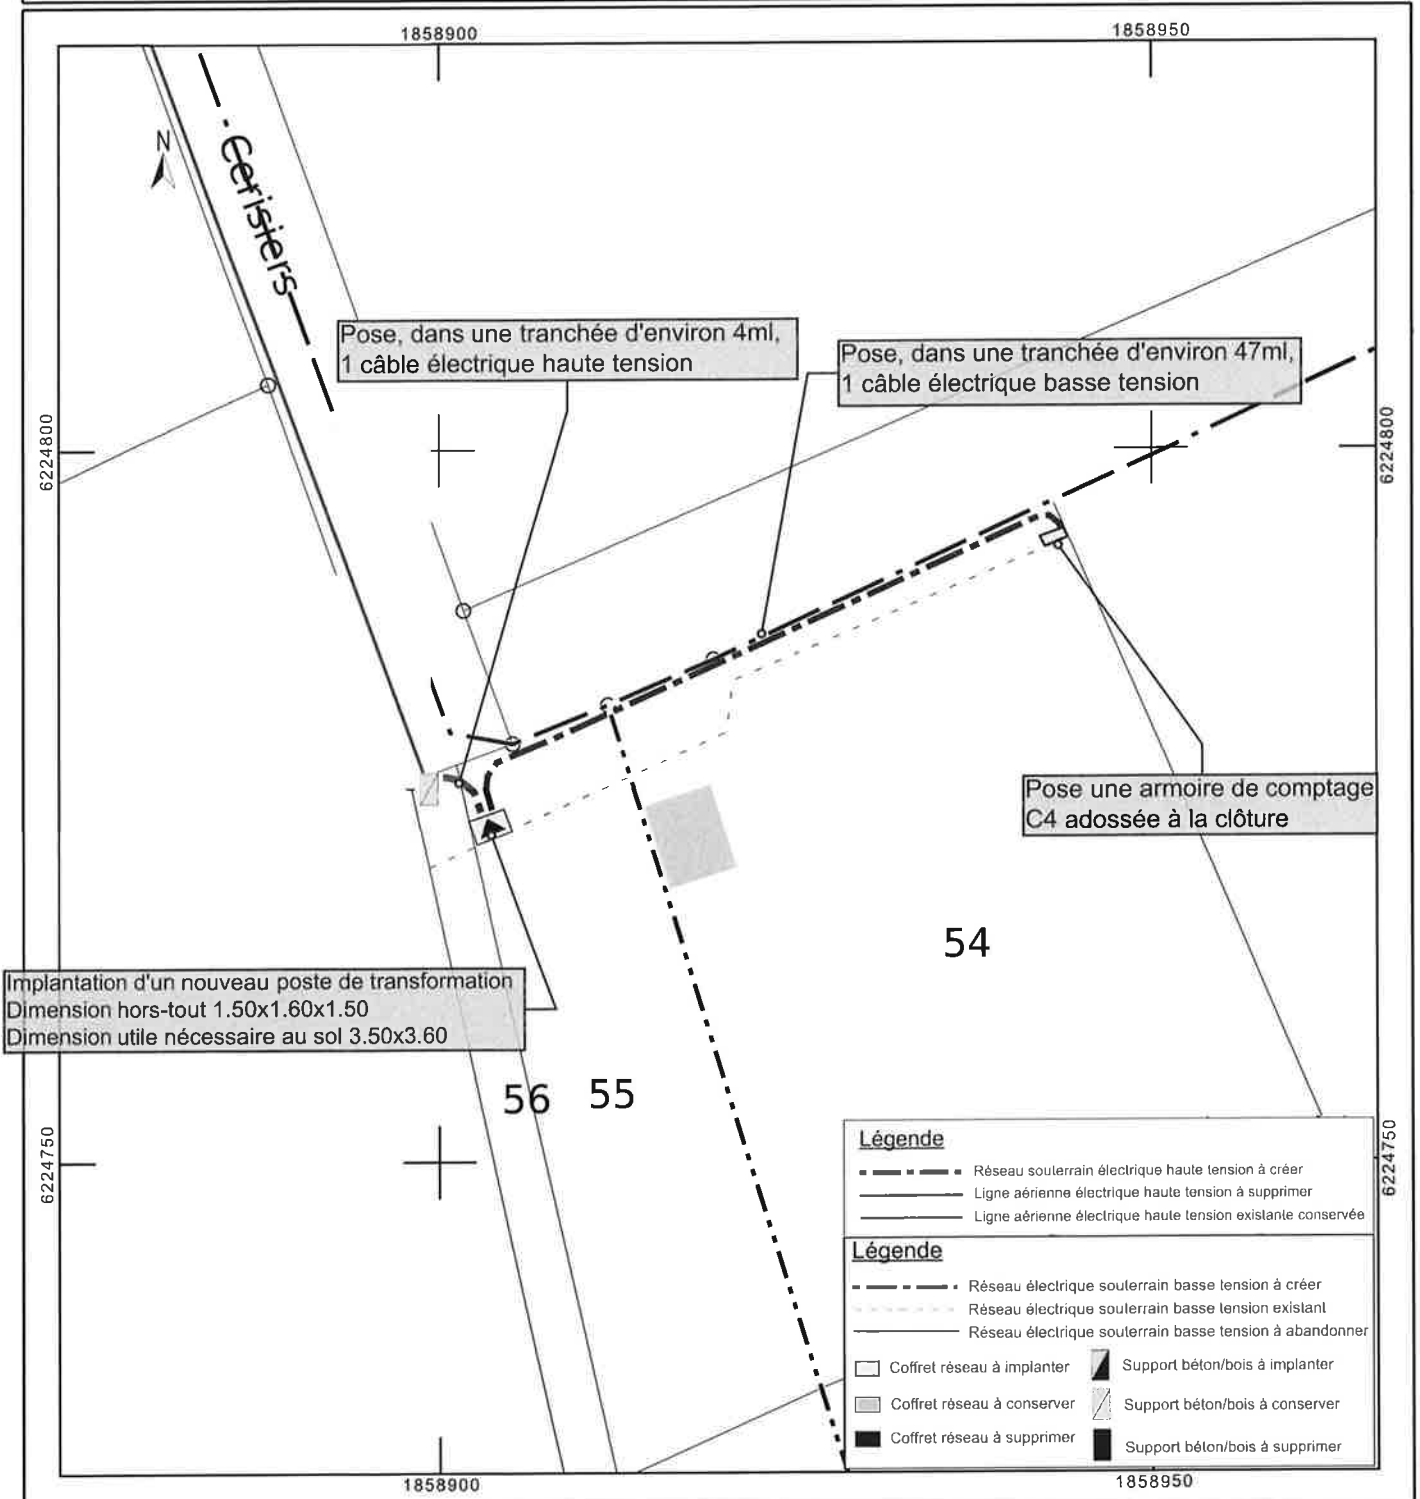 1858900
1858950
N
Cerisiers
Pose, dans une tranchée d'environ 4ml,
1 câble électrique haute tension
Pose, dans une tranchée d'environ 47ml,
1 câble électrique basse tension
6224800
6224800
Pose une armoire de comptage
C4 adossée à la clôture
54
Implantation d'un nouveau poste de transformation
Dimension hors-tout 1.50x1.60x1.50
Dimension utile nécessaire au sol 3.50x3.60
56
55
6224750
6224750
Légende
Réseau souterrain électrique haute tension à créer
Ligne aérienne électrique haute tension à supprimer
Ligne aérienne électrique haute tension existante conservée
Légende
Réseau électrique souterrain basse tension à créer
Réseau électrique souterrain basse tension existant
Réseau électrique souterrain basse tension à abandonner
Coffret réseau à implanter
Support béton/bois à implanter
Coffret réseau à conserver
Support béton/bois à conserver
Coffret réseau à supprimer
Support béton/bois à supprimer
1858900
1858950